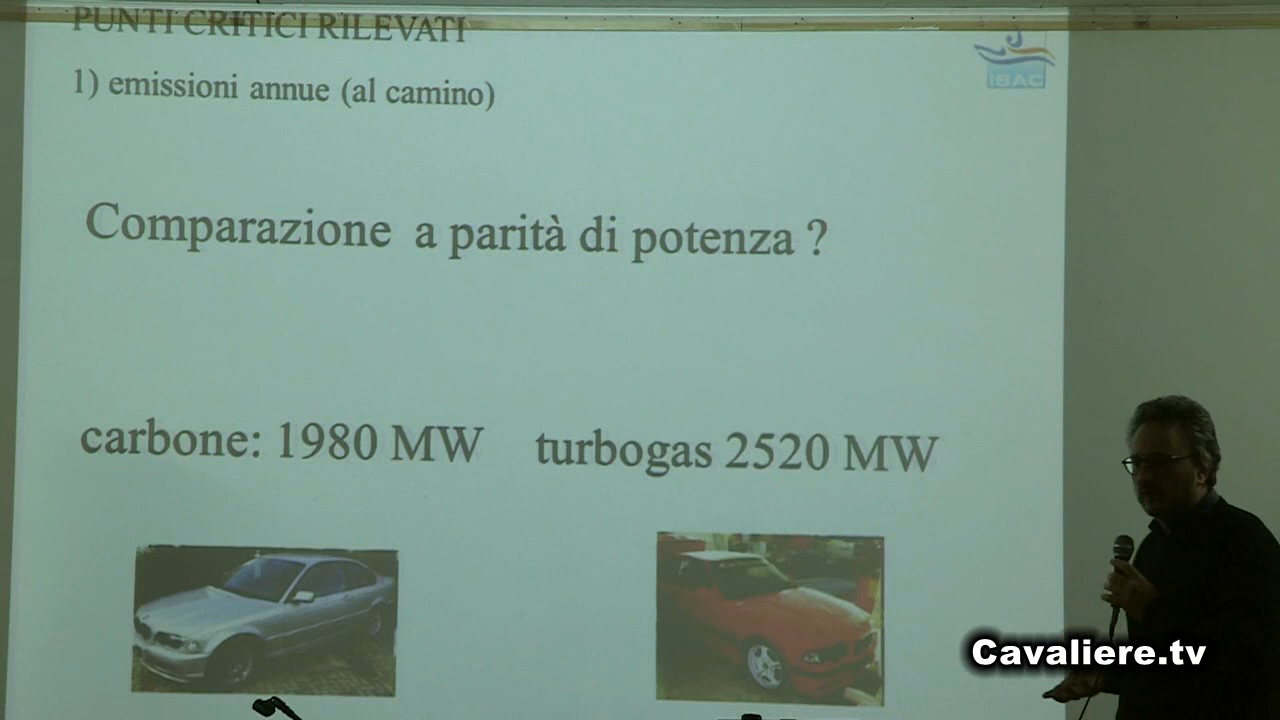 PUNTI CRITICI RILEVATI
1) emissioni annue (al camino)
ISAC
Comparazione a parità di potenza ?
carbone: 1980 MW turbogas 2520 MW
Cavaliere.tv